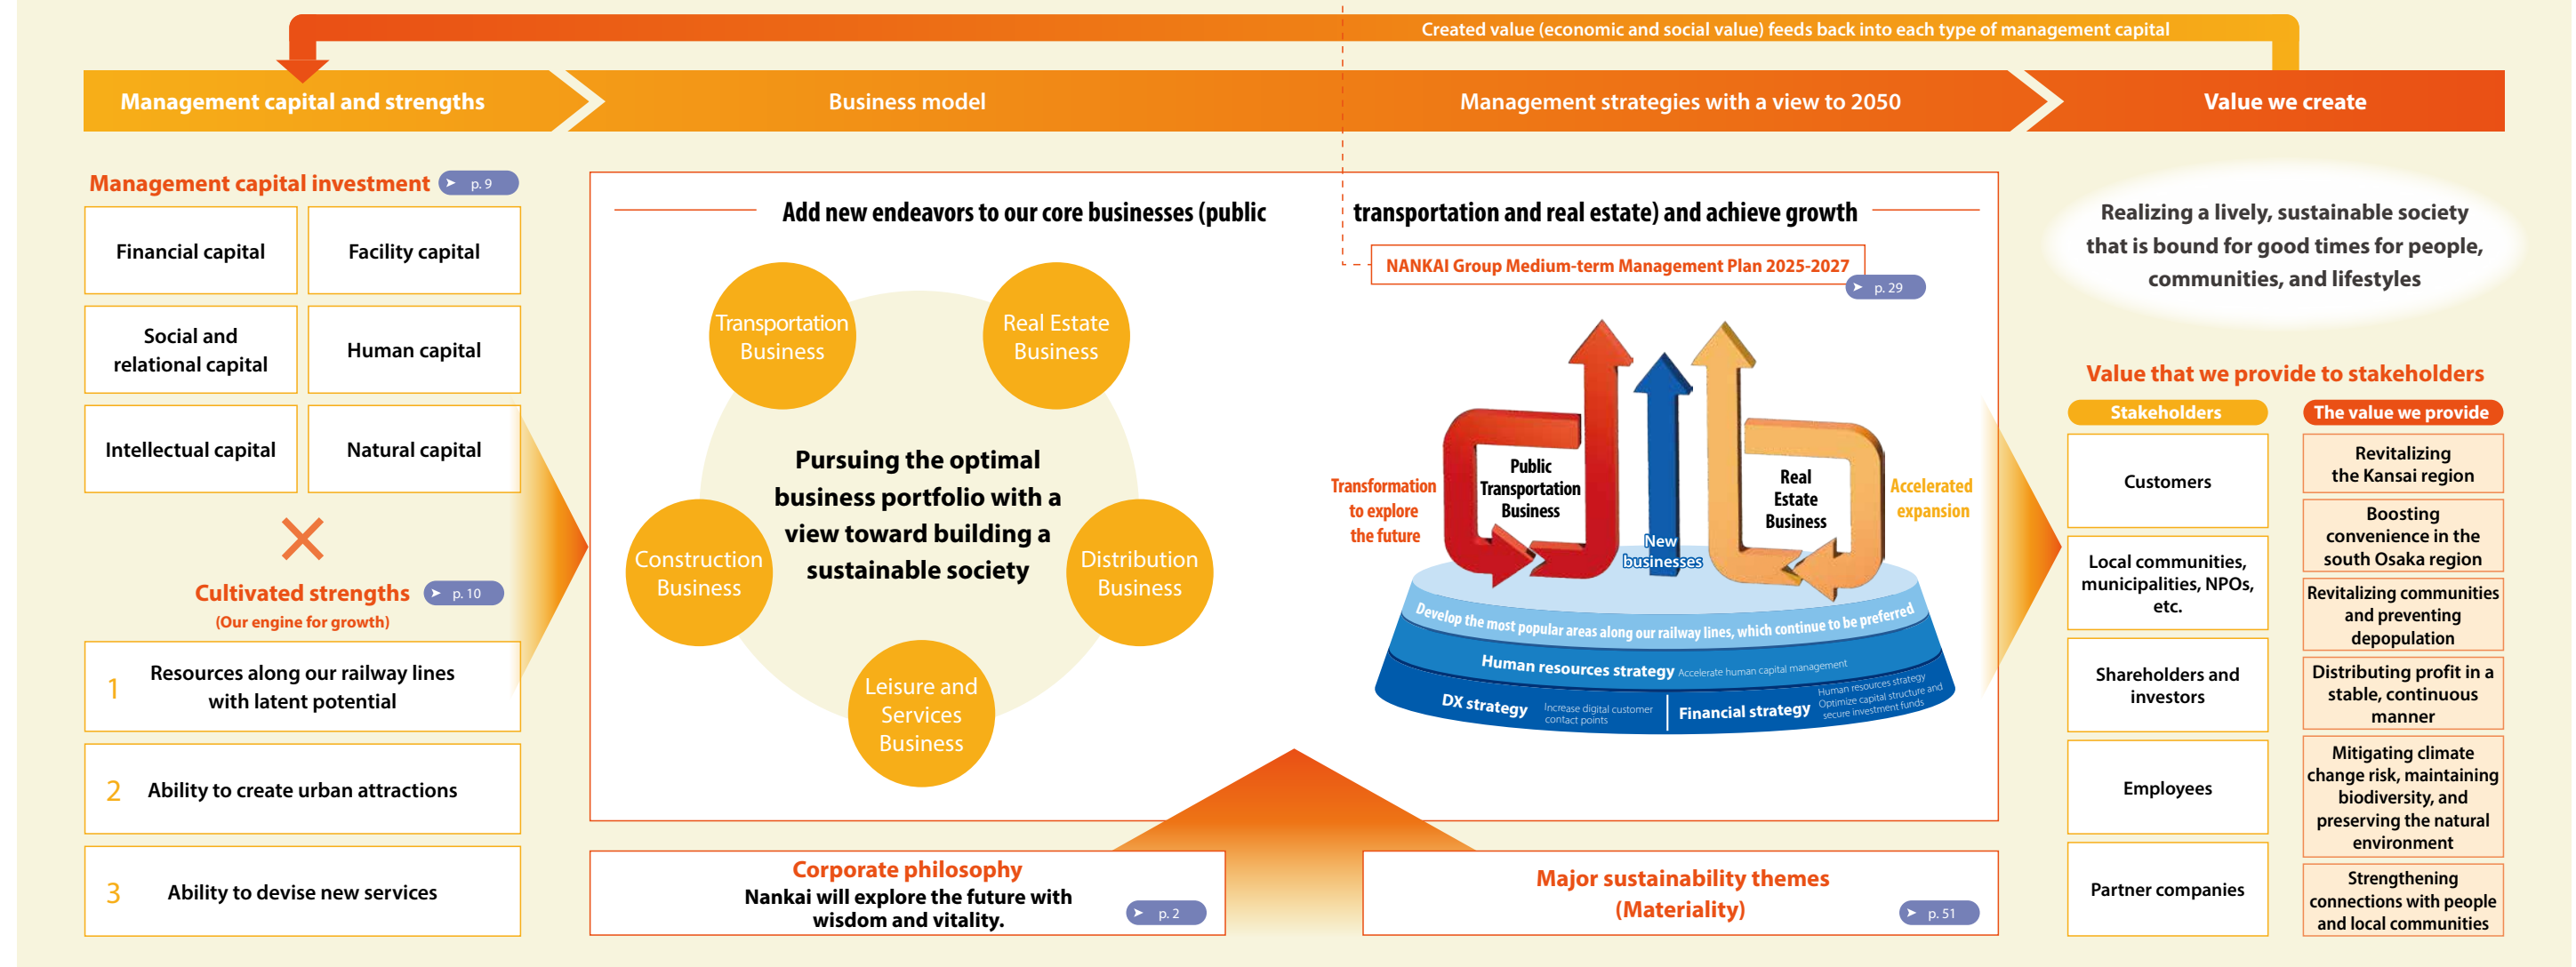 Created value (economic and social value) feeds back into each type of management capital
Management capital and strengths
Business model
Management strategies with a view to 2050
Value we create
Management capital investment
p. 9
Financial capital
Facility capital
Social and
relational capital
Human capital
Intellectual capital
Natural capital
Cultivated strengths
p. 10
(Our engine for growth)
1
Resources along our railway lines
with latent potential
2
Ability to create urban attractions
3
Ability to devise new services
Add new endeavors to our core businesses (public transportation and real estate) and achieve growth
Transportation
Business
Real Estate
Business
Construction
Business
Distribution
Business
Leisure and
Services
Business
Pursuing the optimal
business portfolio with a
view toward building a
sustainable society
NANKAI Group Medium-term Management Plan 2025-2027
p. 29
Transformation
to explore
the future
Public
Transportation
Business
New
businesses
Real
Estate
Business
Accelerated
expansion
Develop the most popular areas along our railway lines, which continue to be preferred
Human resources strategy Accelerate human capital management
DX strategy
Increase digital customer
contact points
Financial strategy
Human resources strategy
Optimize capital structure and
secure investment funds
Corporate philosophy
Nankai will explore the future with
wisdom and vitality.
p. 2
Major sustainability themes
(Materiality)
p. 51
Realizing a lively, sustainable society
that is bound for good times for people,
communities, and lifestyles
Value that we provide to stakeholders
Stakeholders
Customers
Local communities,
municipalities, NPOs,
etc.
Shareholders and
investors
Employees
Partner companies
The value we provide
Revitalizing
the Kansai region
Boosting
convenience in the
south Osaka region
Revitalizing communities
and preventing
depopulation
Distributing profit in a
stable, continuous
manner
Mitigating climate
change risk, maintaining
biodiversity, and
preserving the natural
environment
Strengthening
connections with people
and local communities